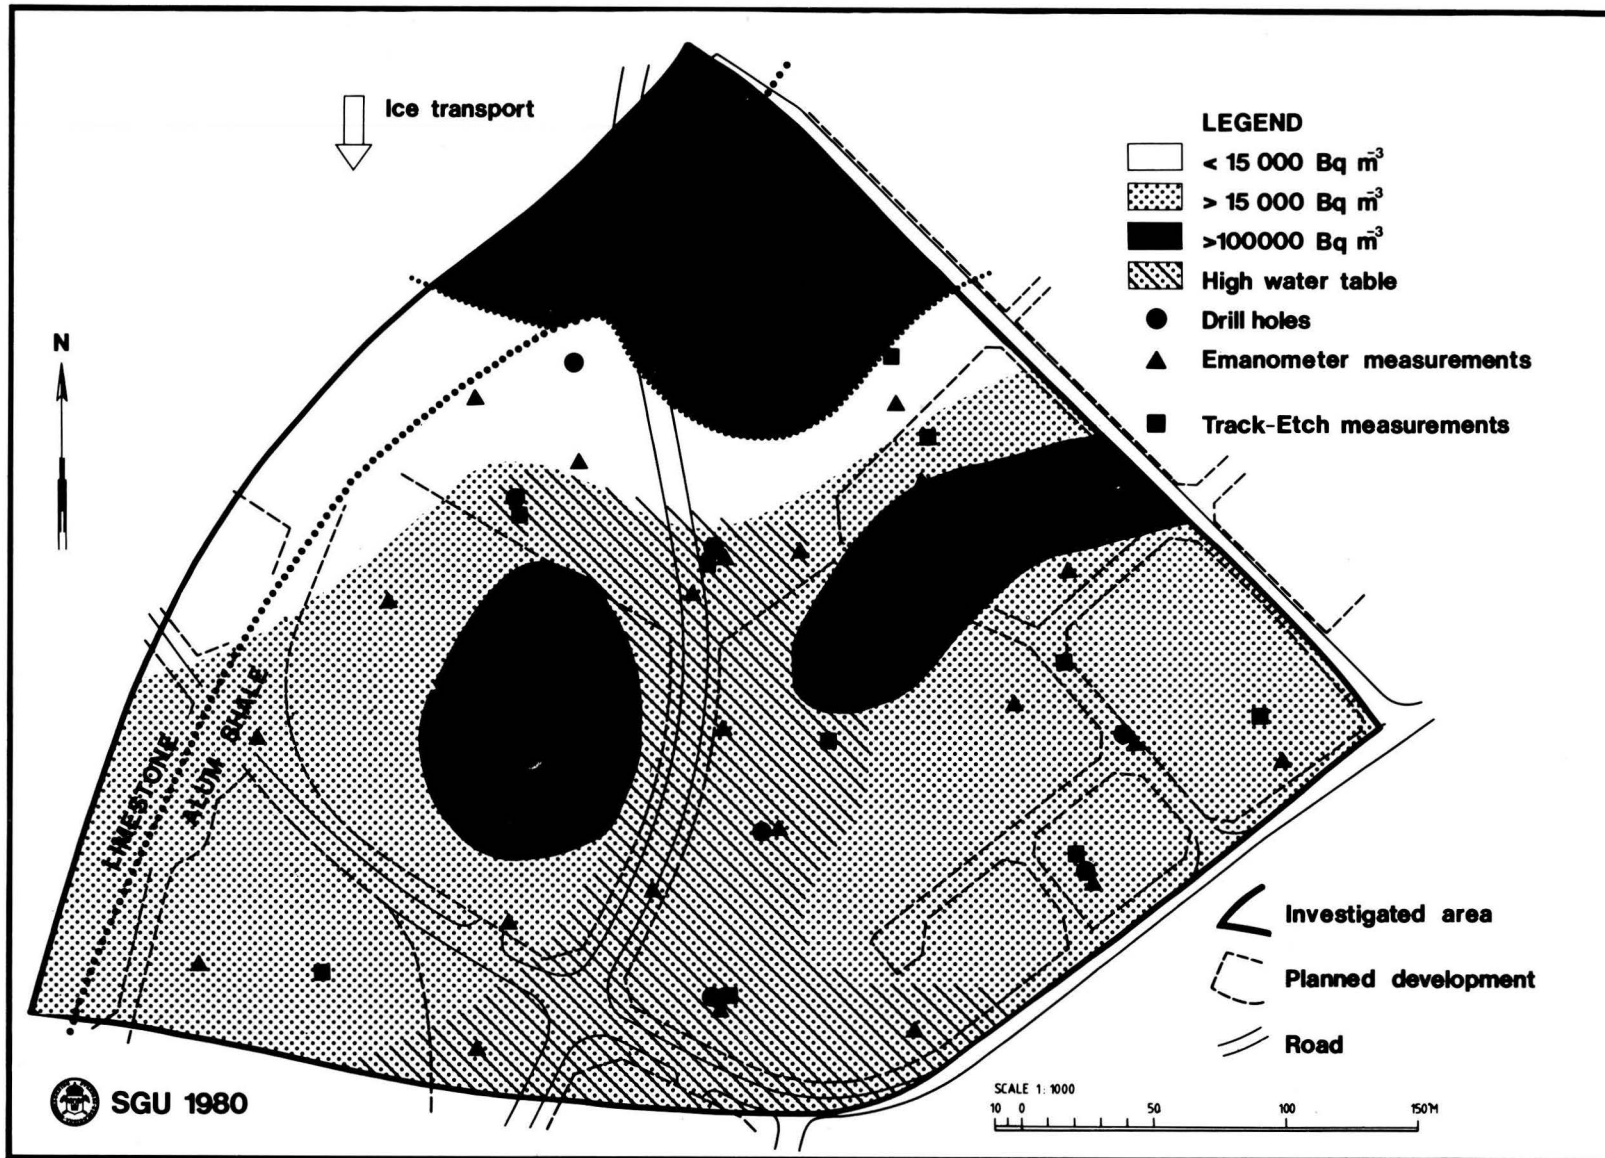 Ice transport
LEGEND
< 15 000 Bq m⁻³
> 15 000 Bq m⁻³
>100000 Bq m⁻³
High water table
Drill holes
Emanometer measurements
Track-Etch measurements
N
LIMESTONE
ALUM SHALE
Investigated area
Planned development
Road
SCALE 1: 1000
10 0 50 100 150 M
SGU 1980